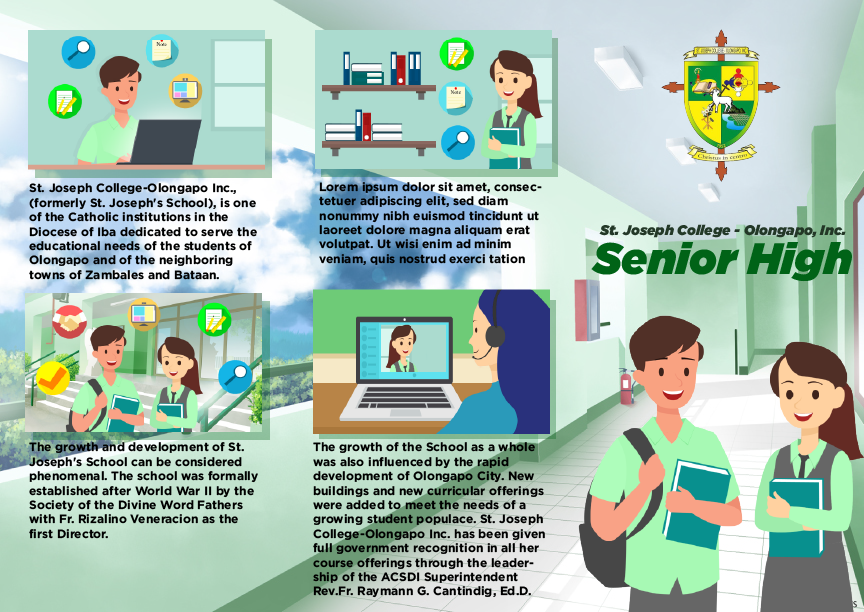 Note
St. Joseph College-Olongapo Inc.,
(formerly St. Joseph's School), is one
of the Catholic institutions in the
Diocese of Iba dedicated to serve the
educational needs of the students of
Olongapo and of the neighboring
towns of Zambales and Bataan.
The growth and development of St.
Joseph's School can be considered
phenomenal. The school was formally
established after World War II by the
Society of the Divine Word Fathers
with Fr. Rizalino Veneracion as the
first Director.
Note
Lorem ipsum dolor sit amet, consec-
tetuer adipiscing elit, sed diam
nonummy nibh euismod tincidunt ut
laoreet dolore magna aliquam erat
volutpat. Ut wisi enim ad minim
veniam, quis nostrud exerci tation
The growth of the School as a whole
was also influenced by the rapid
development of Olongapo City. New
buildings and new curricular offerings
were added to meet the needs of a
growing student populace. St. Joseph
College-Olongapo Inc. has been given
full government recognition in all her
course offerings through the leader-
ship of the ACSDI Superintendent
Rev.Fr. Raymann G. Cantindig, Ed.D.
Christus in centro
St. Joseph College - Olongapo, Inc.
Senior High